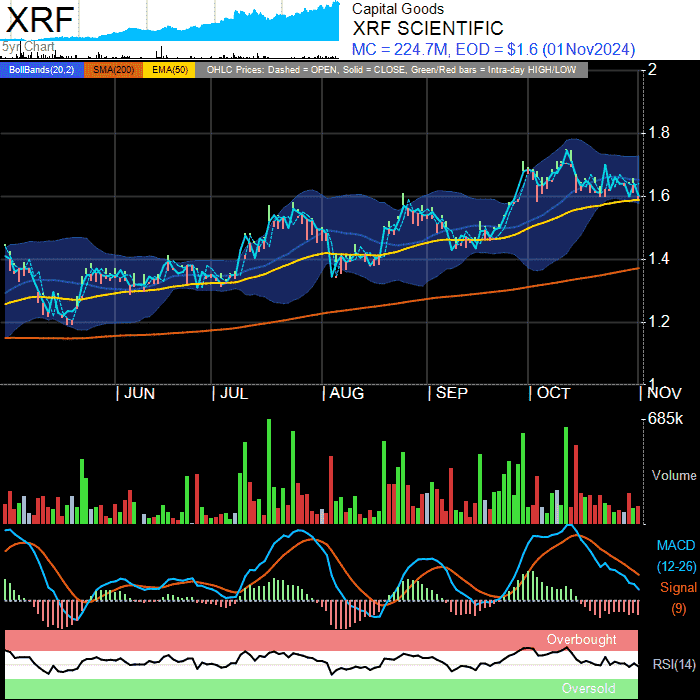 XRF
Capital Goods
XRF SCIENTIFIC
5yr Chart
MC = 224.7M, EOD = $1.6 (01Nov2024)
BollBands(20,2) SMA(200) EMA(50) OHLC Prices: Dashed = OPEN, Solid = CLOSE, Green/Red bars = Intra-day HIGH/LOW
2
1.8
1.6
1.4
1.2
1
| JUN | JUL | AUG | SEP | OCT | NOV
685k
Volume
MACD
(12-26)
Signal
(9)
Overbought
RSI(14)
Oversold